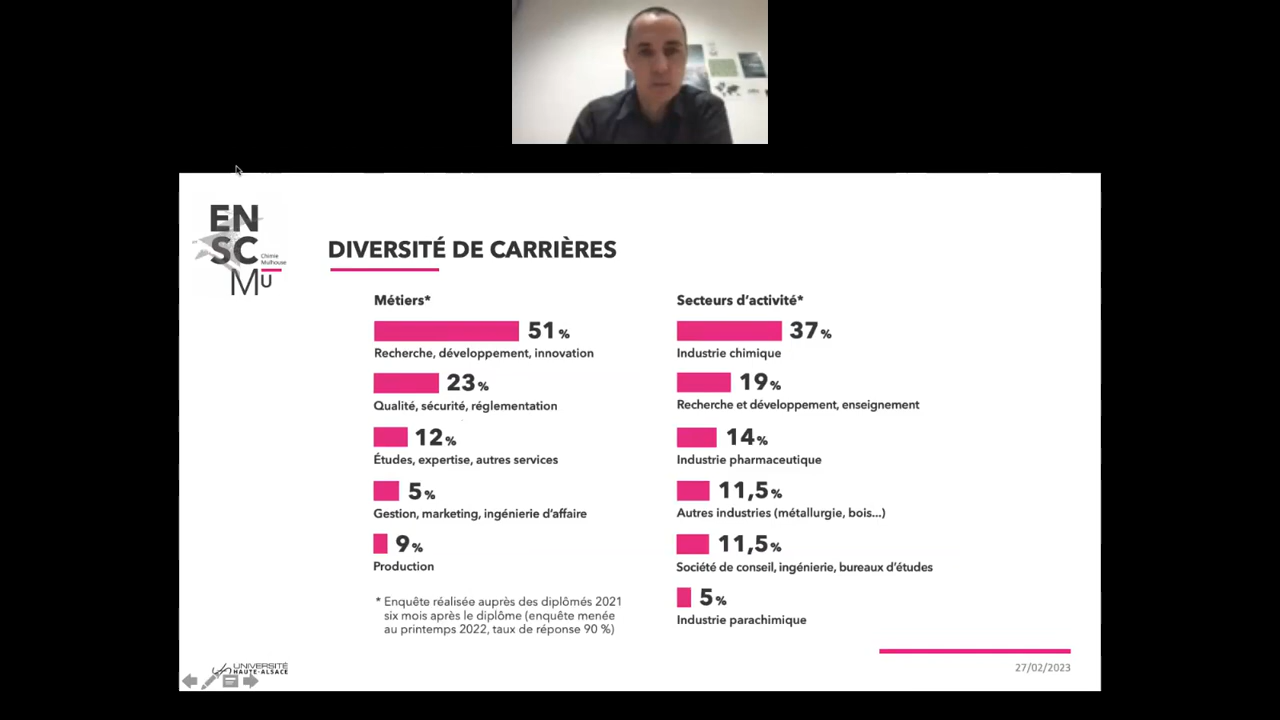 EN
SC
Chimie
Mulhouse
MU
DIVERSITÉ DE CARRIÈRES
Métiers*
51 %
Recherche, développement, innovation
23 %
Qualité, sécurité, réglementation
12 %
Études, expertise, autres services
5 %
Gestion, marketing, ingénierie d'affaire
9 %
Production
* Enquête réalisée auprès des diplômés 2021
six mois après le diplôme (enquête menée
au printemps 2022, taux de réponse 90 %)
Secteurs d'activité*
37 %
Industrie chimique
19 %
Recherche et développement, enseignement
14 %
Industrie pharmaceutique
11,5 %
Autres industries (métallurgie, bois...)
11,5 %
Société de conseil, ingénierie, bureaux d'études
5 %
Industrie parachimique
UNIVERSITÉ
HAUTE-ALSACE
27/02/2023